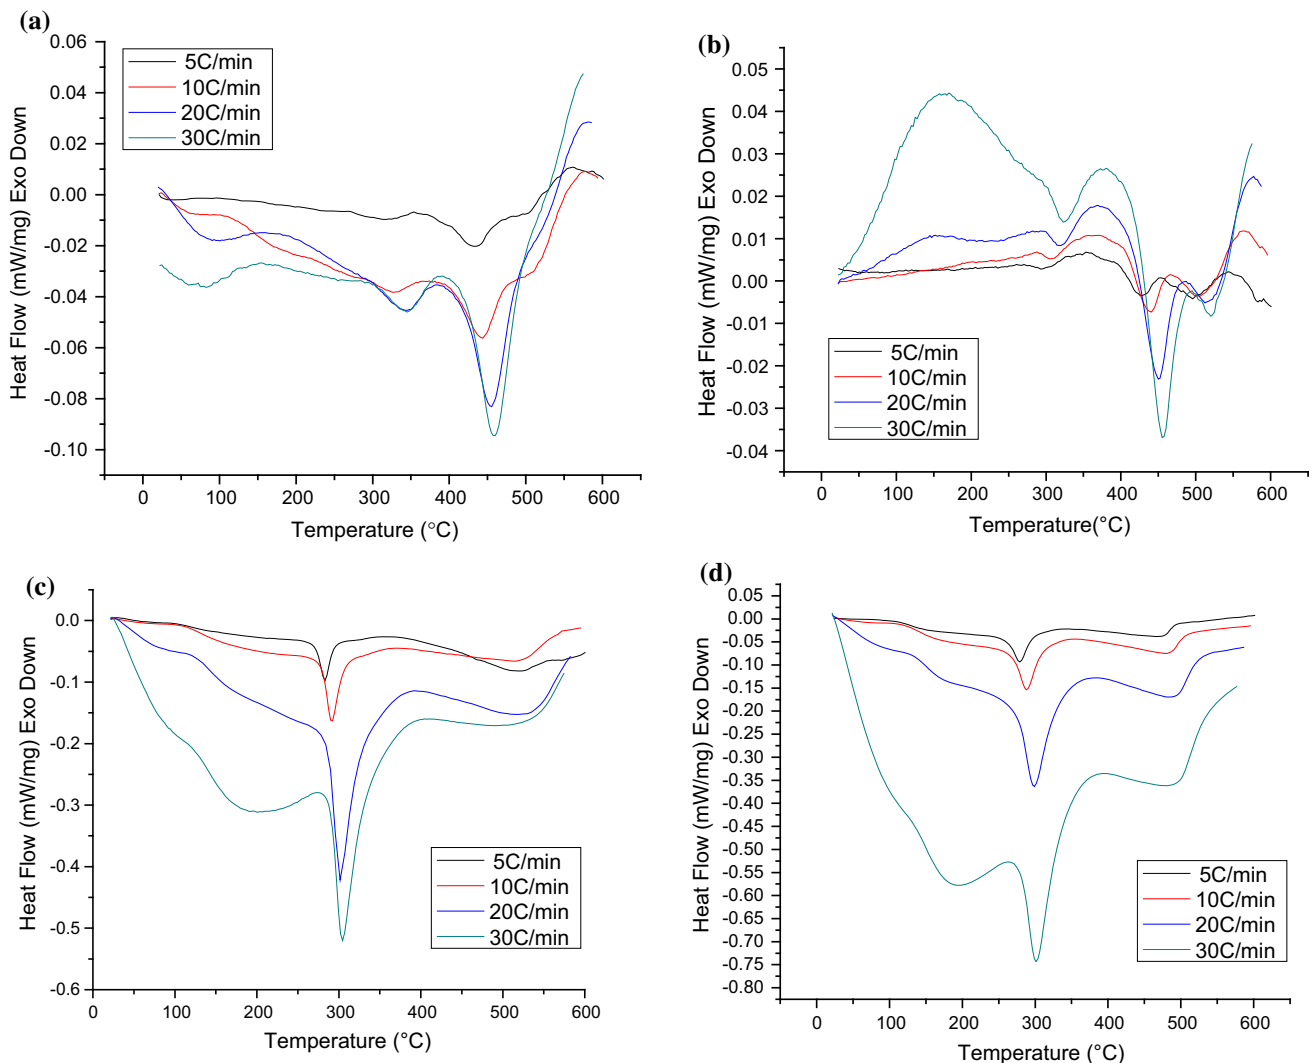 (a)
0.06
0.04
0.02
0.00
-0.02
-0.04
-0.06
-0.08
-0.10
Heat Flow (mW/mg) Exo Down
5C/min
10C/min
20C/min
30C/min
0 100 200 300 400 500 600
Temperature (°C)
(b)
0.05
0.04
0.03
0.02
0.01
0.00
-0.01
-0.02
-0.03
-0.04
Heat Flow (mW/mg) Exo Down
5C/min
10C/min
20C/min
30C/min
0 100 200 300 400 500 600
Temperature(°C)
(c)
0.0
-0.1
-0.2
-0.3
-0.4
-0.5
-0.6
Heat Flow (mW/mg) Exo Down
5C/min
10C/min
20C/min
30C/min
0 100 200 300 400 500 600
Temperature (°C)
(d)
0.05
0.00
-0.05
-0.10
-0.15
-0.20
-0.25
-0.30
-0.35
-0.40
-0.45
-0.50
-0.55
-0.60
-0.65
-0.70
-0.75
-0.80
Heat Flow (mW/mg) Exo Down
5C/min
10C/min
20C/min
30C/min
0 100 200 300 400 500 600
Temperature (°C)